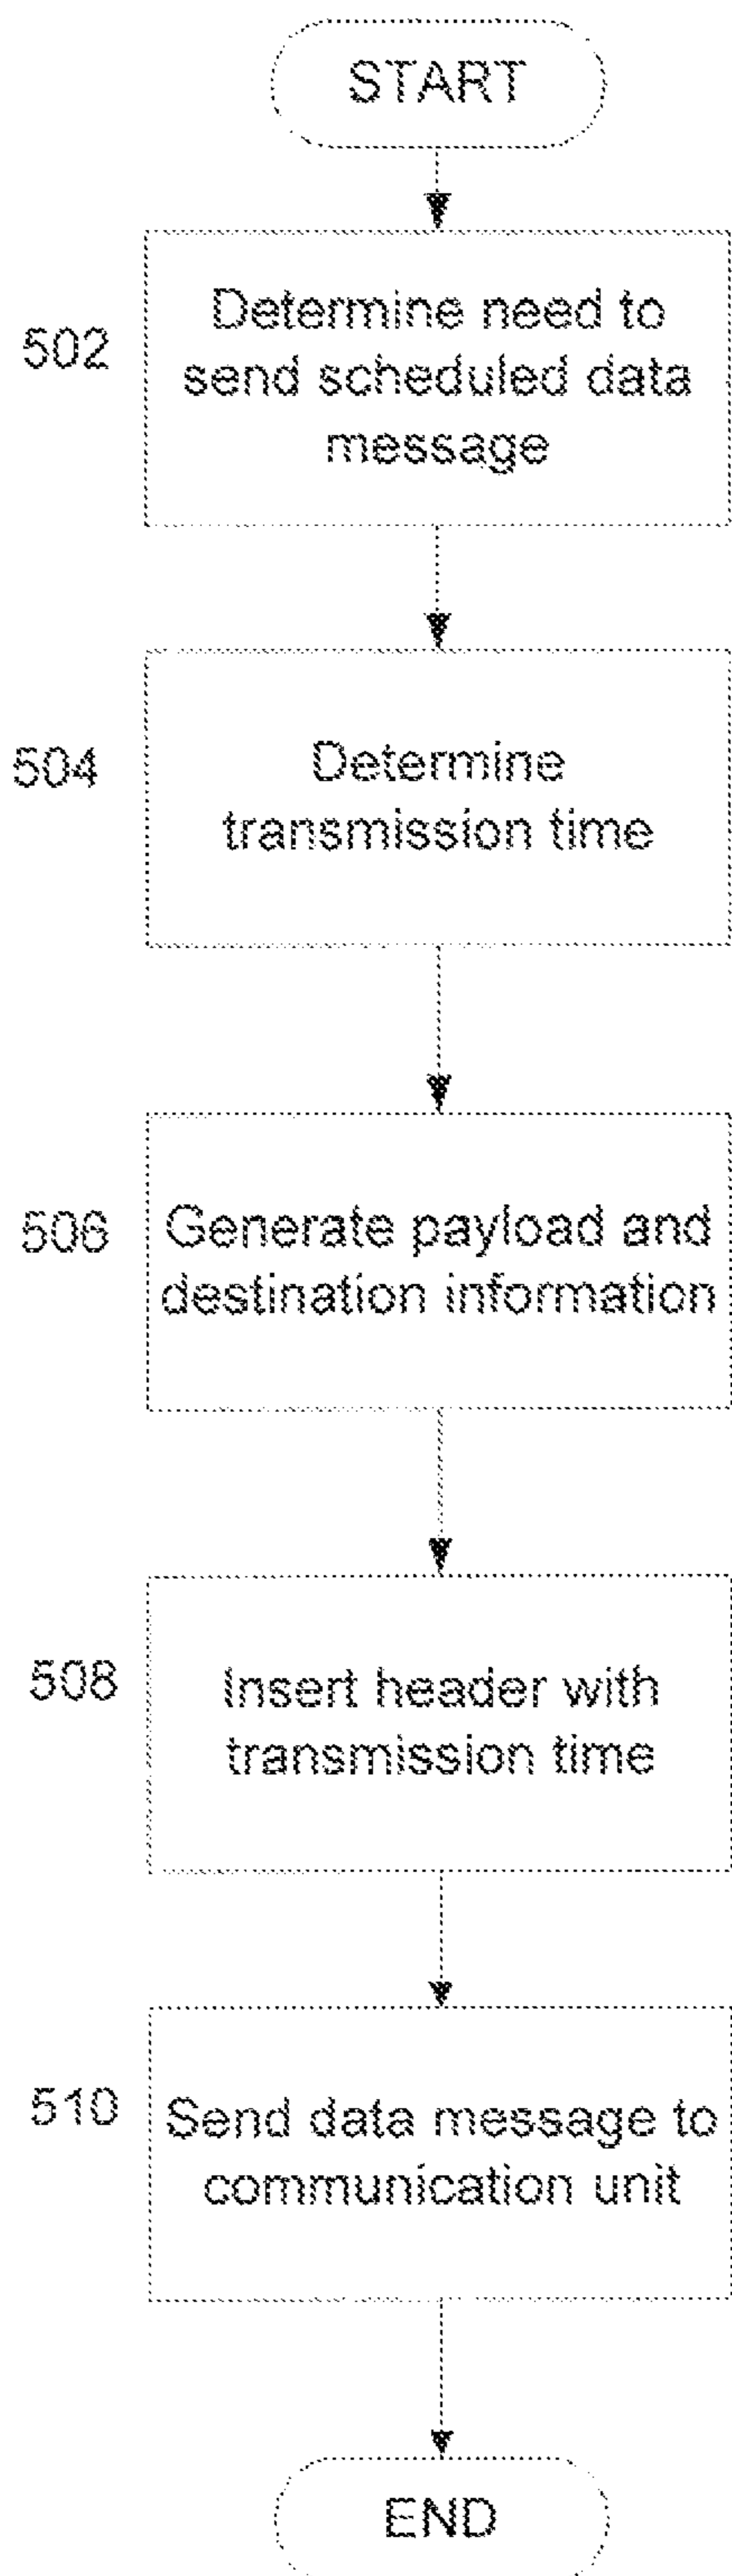 START
502
Determine need to
send scheduled data
message
504
Determine
transmission time
506
Generate payload and
destination information
508
Insert header with
transmission time
510
Send data message to
communication unit
END